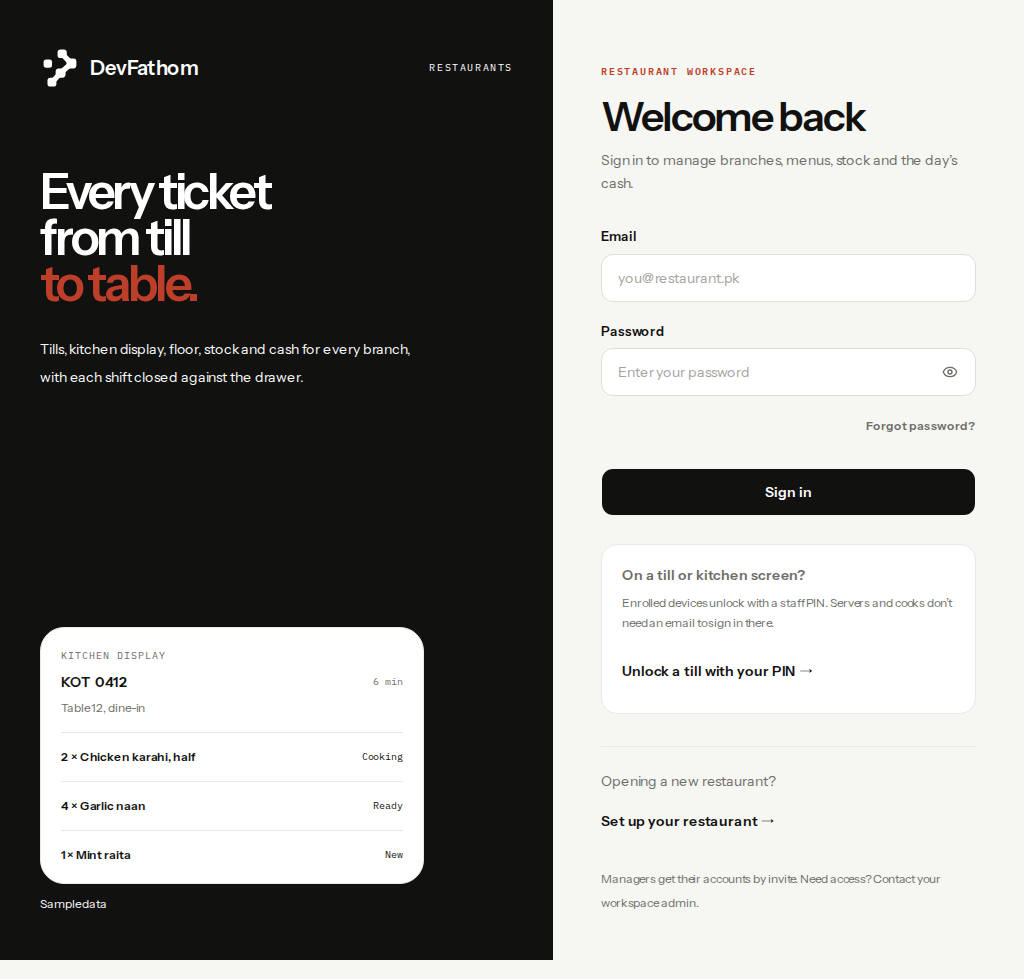 DevFathom
RESTAURANTS
Every ticket
from till
to table.
Tills, kitchen display, floor, stock and cash for every branch,
with each shift closed against the drawer.
KITCHEN DISPLAY
KOT 0412
6 min
Table 12, dine-in
2 × Chicken karahi, half
Cooking
4 × Garlic naan
Ready
1 × Mint raita
New
Sample data
RESTAURANT WORKSPACE
Welcome back
Sign in to manage branches, menus, stock and the day's
cash.
Email
you@restaurant.pk
Password
Enter your password
Forgot password?
Sign in
On a till or kitchen screen?
Enrolled devices unlock with a staff PIN. Servers and cooks don't
need an email to sign in there.
Unlock a till with your PIN →
Opening a new restaurant?
Set up your restaurant →
Managers get their accounts by invite. Need access? Contact your
workspace admin.